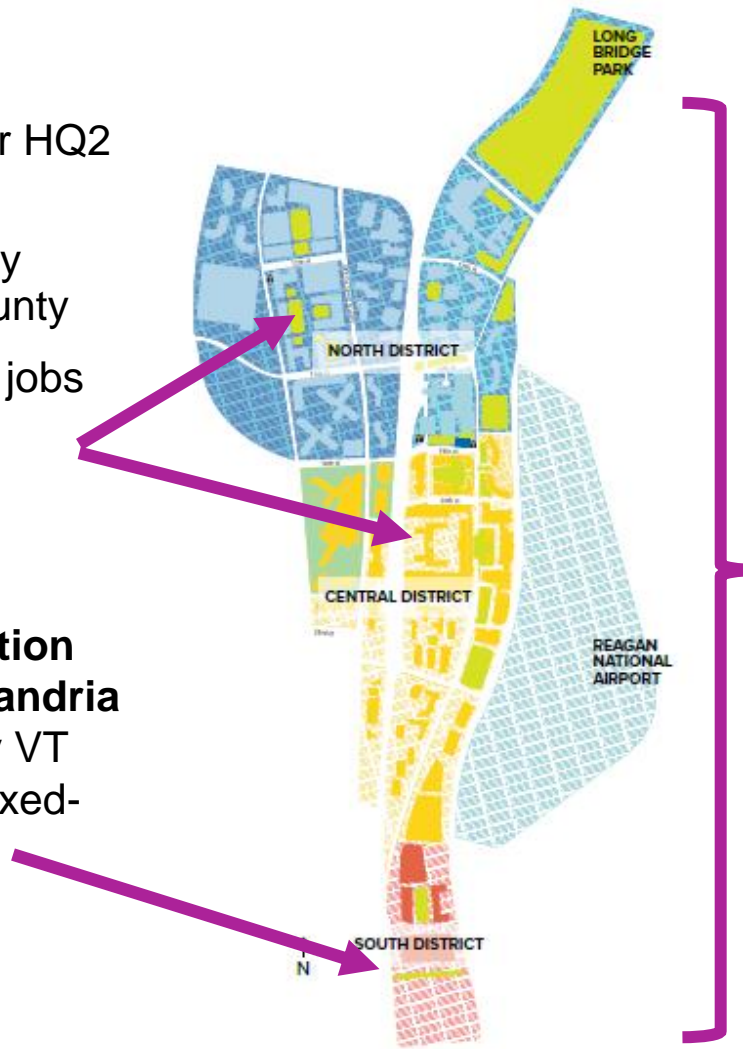 LONG
BRIDGE
PARK
r HQ2
y
unty
jobs
NORTH DISTRICT
CENTRAL DISTRICT
REAGAN
NATIONAL
AIRPORT
tion
andria
y VT
xed-
SOUTH DISTRICT
N